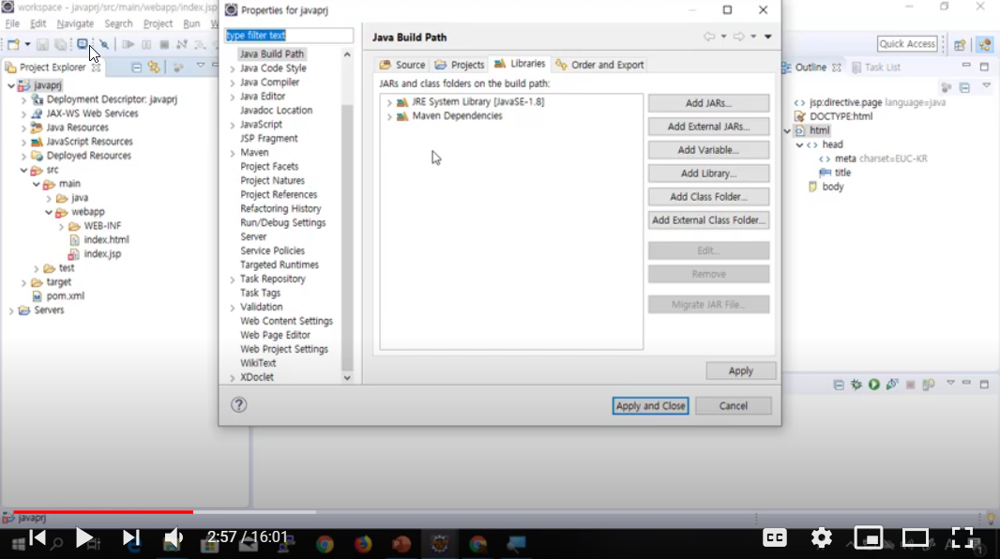 workspace - javaprj/src/main/webapp/index.jsp
File Edit Navigate Search Project Run
Quick Access
Project Explorer
javaprj
Deployment Descriptor: javaprj
JAX-WS Web Services
Java Resources
JavaScript Resources
Deployed Resources
src
main
java
webapp
WEB-INF
index.html
index.jsp
test
target
pom.xml
Servers
Properties for javaprj
type filter text
Java Build Path
Java Code Style
Java Compiler
Java Editor
Javadoc Location
JavaScript
JSP Fragment
Maven
Project Facets
Project Natures
Project References
Refactoring History
Run/Debug Settings
Server
Service Policies
Targeted Runtimes
Task Repository
Task Tags
Validation
Web Content Settings
Web Page Editor
Web Project Settings
WikiText
XDoclet
Java Build Path
Source Projects Libraries Order and Export
JARs and class folders on the build path:
JRE System Library [JavaSE-1.8]
Maven Dependencies
Add JARs...
Add External JARs...
Add Variable...
Add Library...
Add Class Folder...
Add External Class Folder...
Edit...
Remove
Migrate JAR File...
Apply
Apply and Close Cancel
Outline Task List
jsp:directive.page language=java
DOCTYPE:html
html
head
meta charset=EUC-KR
title
body
javaprj
2:57 / 16:01
CC